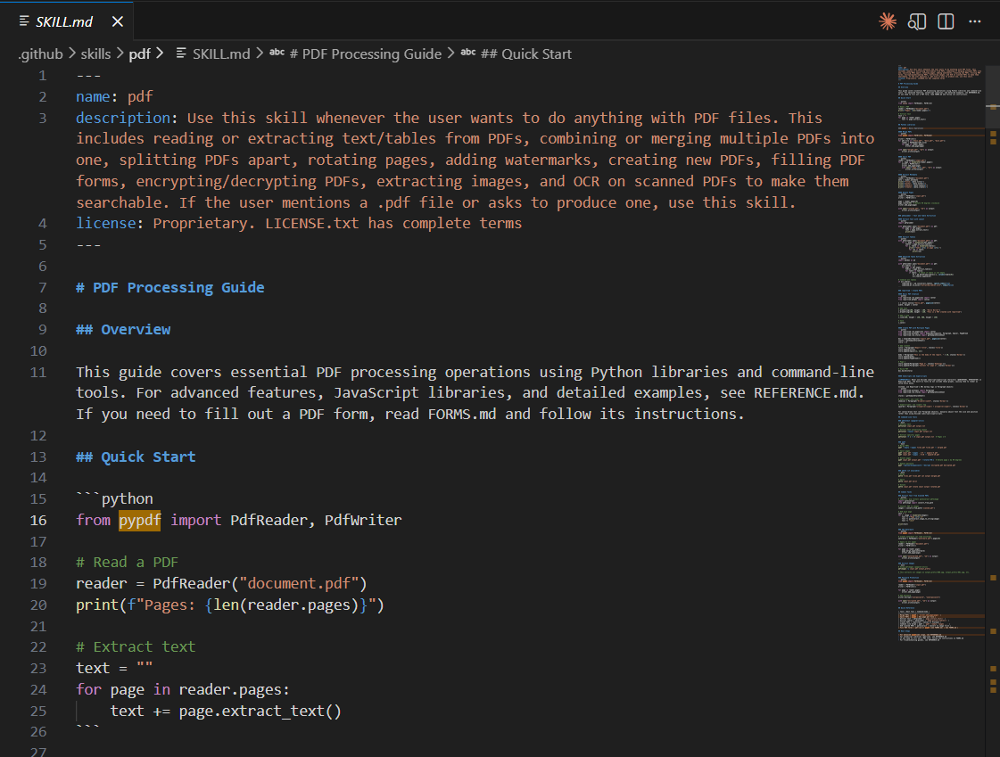 SKILL.md
.github > skills > pdf > SKILL.md > abc # PDF Processing Guide > abc ## Quick Start
1 ---
2 name: pdf
3 description: Use this skill whenever the user wants to do anything with PDF files. This
includes reading or extracting text/tables from PDFs, combining or merging multiple PDFs into
one, splitting PDFs apart, rotating pages, adding watermarks, creating new PDFs, filling PDF
forms, encrypting/decrypting PDFs, extracting images, and OCR on scanned PDFs to make them
searchable. If the user mentions a .pdf file or asks to produce one, use this skill.
4 license: Proprietary. LICENSE.txt has complete terms
5 ---
6
7 # PDF Processing Guide
8
9 ## Overview
10
11 This guide covers essential PDF processing operations using Python libraries and command-line
tools. For advanced features, JavaScript libraries, and detailed examples, see REFERENCE.md.
If you need to fill out a PDF form, read FORMS.md and follow its instructions.
12
13 ## Quick Start
14
15 ```python
16 from pypdf import PdfReader, PdfWriter
17
18 # Read a PDF
19 reader = PdfReader("document.pdf")
20 print(f"Pages: {len(reader.pages)}")
21
22 # Extract text
23 text = ""
24 for page in reader.pages:
25     text += page.extract_text()
26 ```
27